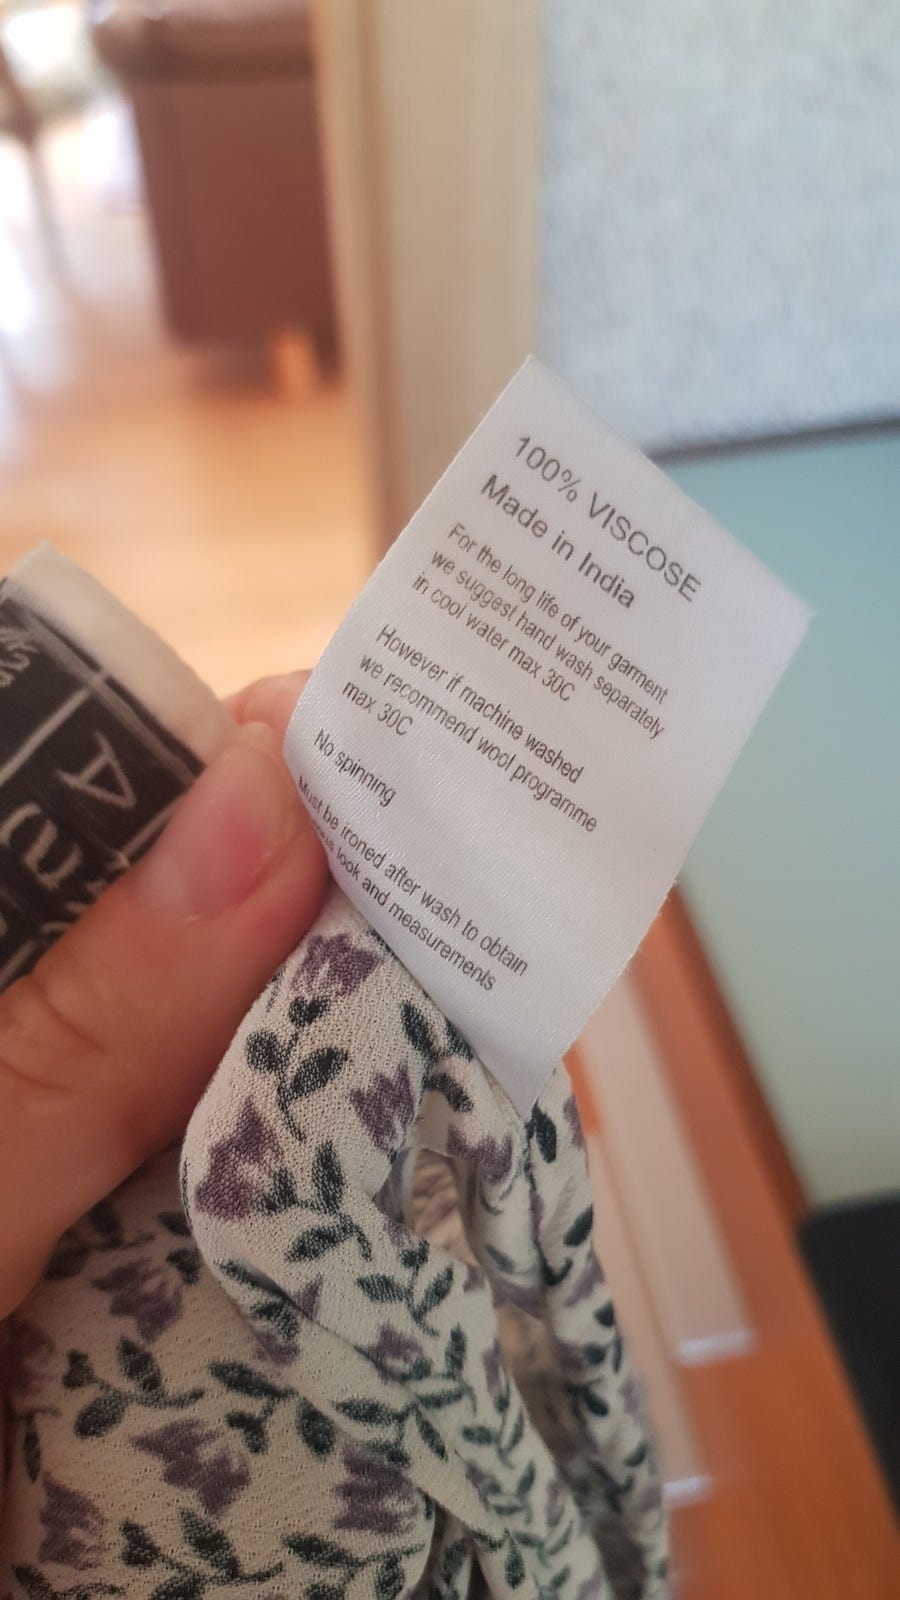 100% VISCOSE
Made in India
For the long life of your garment
we suggest hand wash separately
in cool water max 30C
However if machine washed
we recommend wool programme
max 30C
No spinning
Must be ironed after wash to obtain
look and measurements